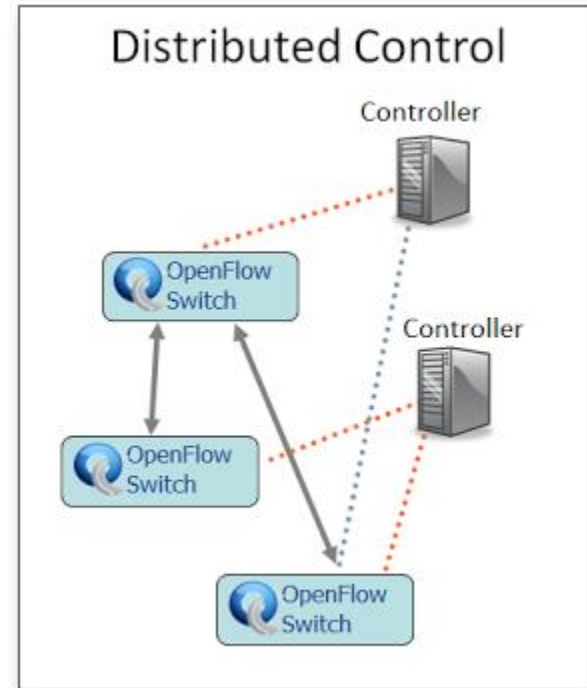 Distributed Control
Controller
OpenFlow
Switch
Controller
OpenFlow
Switch
OpenFlow
Switch